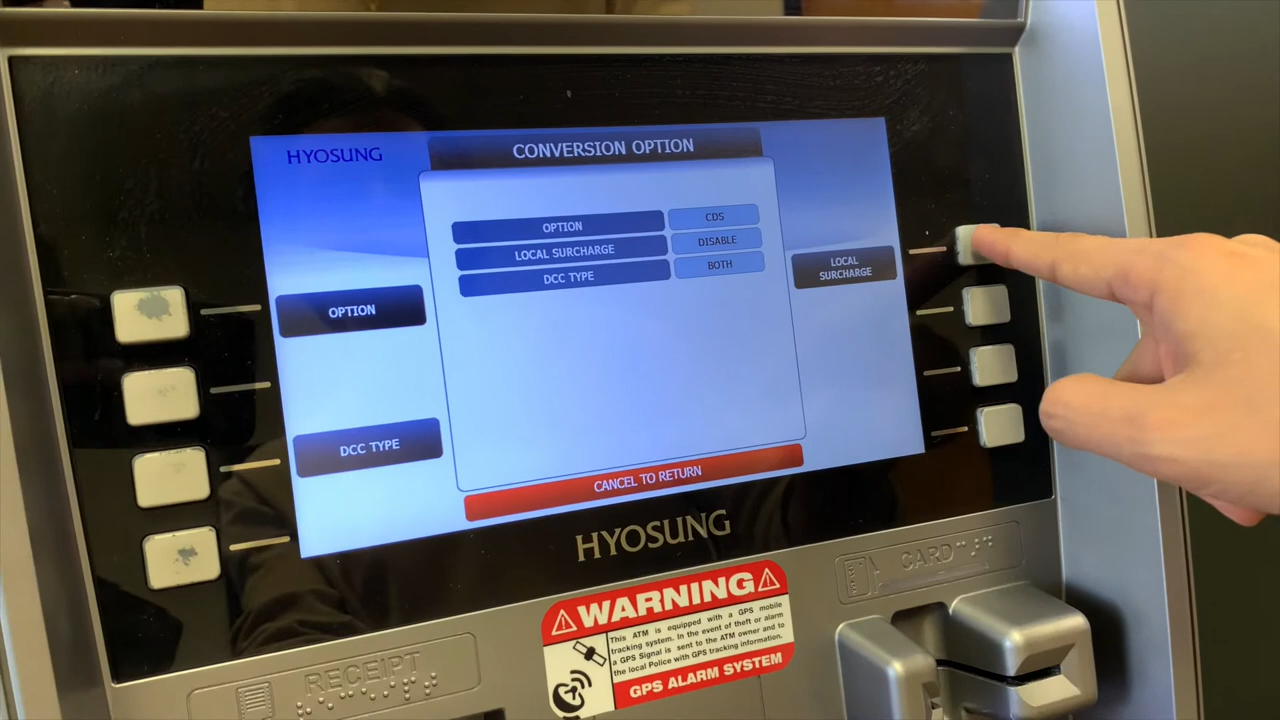 HYOSUNG
CONVERSION OPTION
OPTION CDS
LOCAL SURCHARGE DISABLE
DCC TYPE BOTH
LOCAL
SURCHARGE
OPTION
DCC TYPE
CANCEL TO RETURN
HYOSUNG
CARD
WARNING
This ATM is equipped with a GPS mobile
tracking system. In the event of theft or alarm
a GPS Signal is sent to the ATM owner and to
the local Police with GPS tracking information.
GPS ALARM SYSTEM
RECEIPT